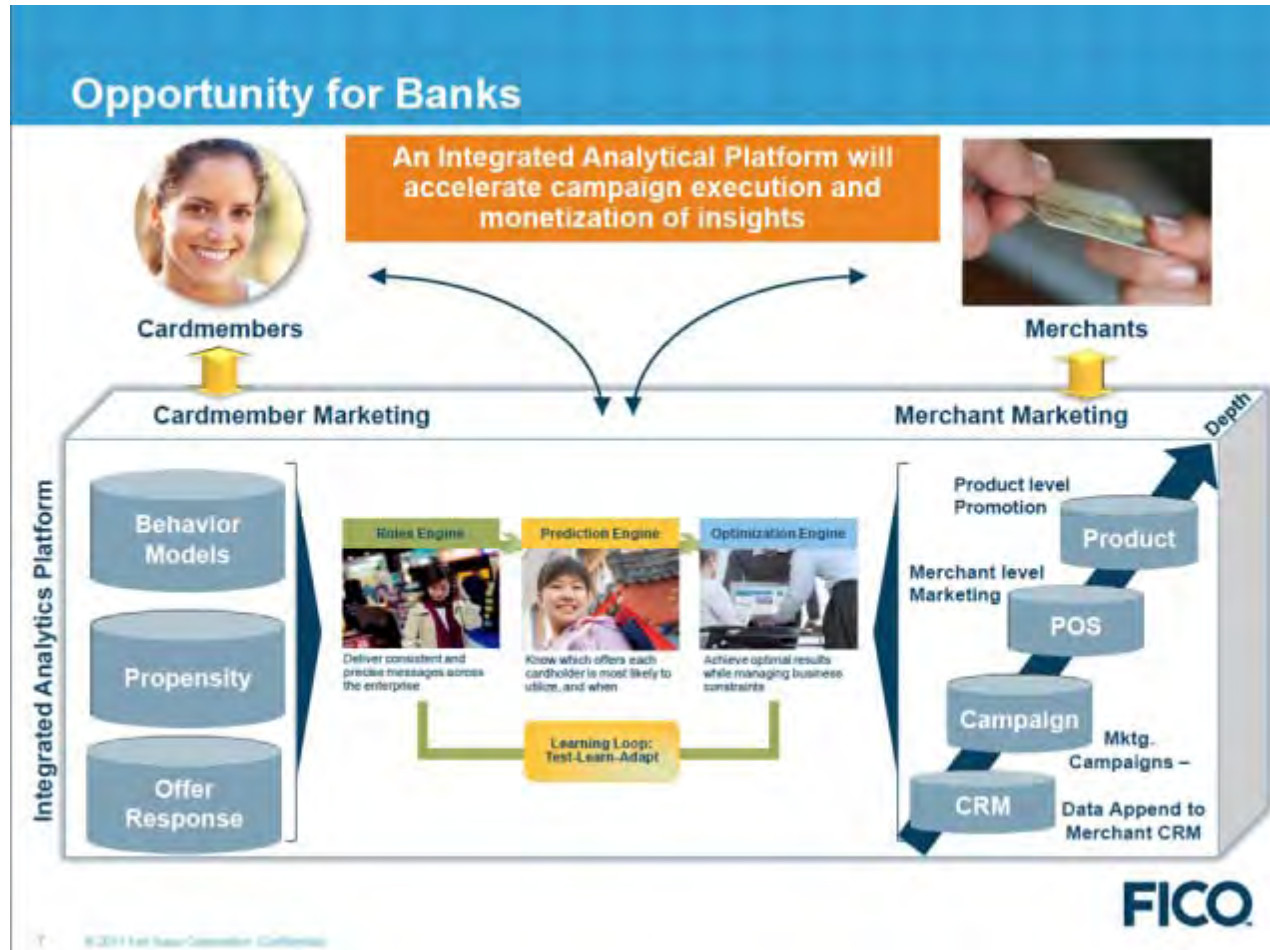 Opportunity for Banks
An Integrated Analytical Platform will
accelerate campaign execution and
monetization of insights
Cardmembers
Merchants
Cardmember Marketing
Merchant Marketing
Depth
Integrated Analytics Platform
Behavior
Models
Propensity
Offer
Response
Rules Engine
Prediction Engine
Optimization Engine
Deliver consistent and
precise messages across
the enterprise
Know which offers each
cardholder is most likely to
utilize, and when
Achieve optimal results
while managing business
constraints
Learning Loop:
Test-Learn-Adapt
Product level
Promotion
Product
Merchant level
Marketing
POS
Campaign
Mktg.
Campaigns –
CRM
Data Append to
Merchant CRM
FICO
7
Corporation. Confidential.